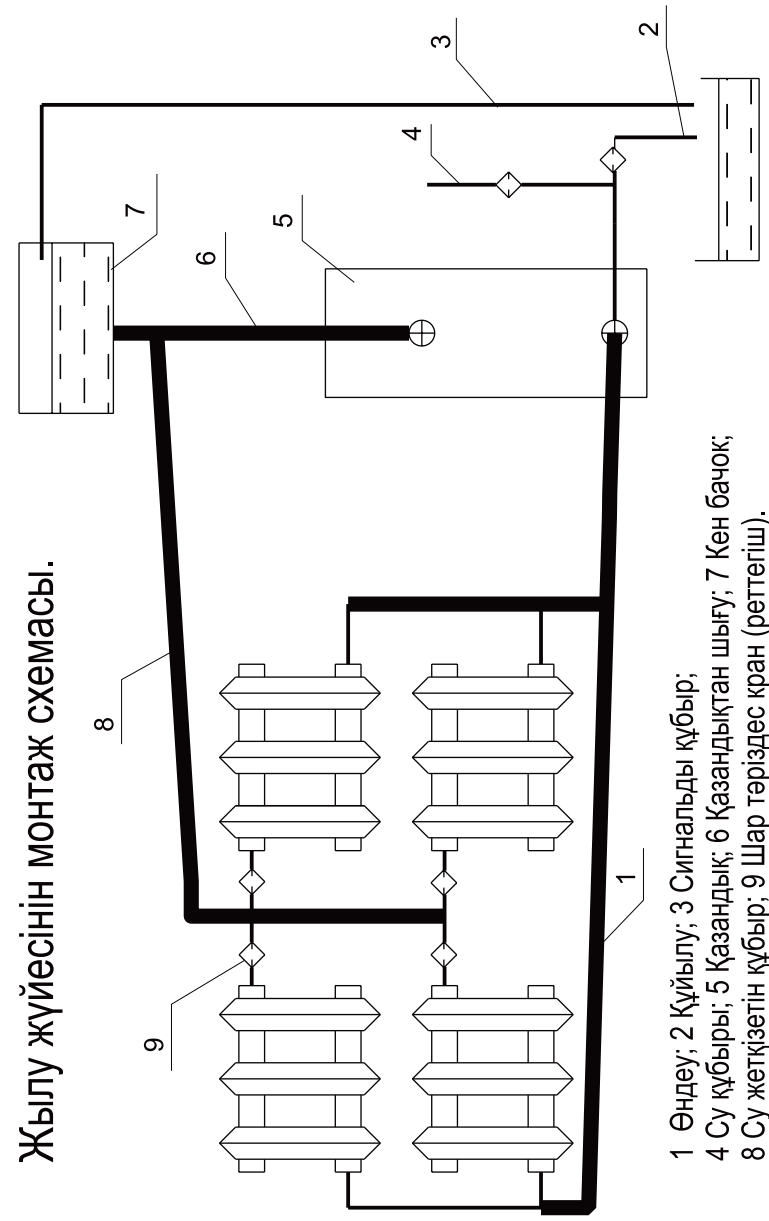 Жылу жүйесінін монтаж схемасы.
1
2
3
4
5
6
7
8
9
1 Өндеу; 2 Құйылу; 3 Сигнальды құбыр;
4 Су құбыры; 5 Қазандық; 6 Қазандықтан шығу; 7 Кен бачок;
8 Су жеткізетін құбыр; 9 Шар тәріздес кран (реттегіш).